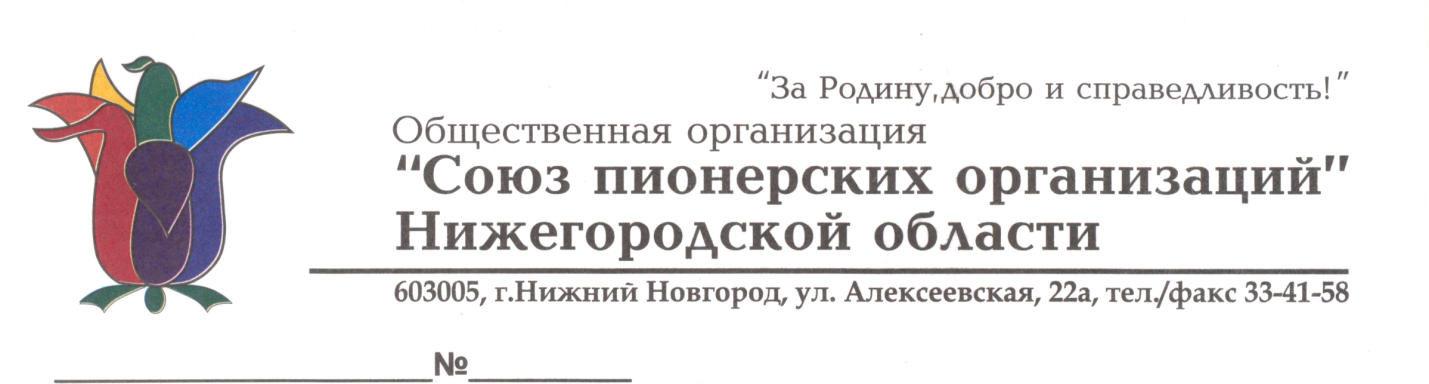 “За Родину,добро и справедливость!”
Общественная организация
“Союз пионерских организаций”
Нижегородской области
603005, г.Нижний Новгород, ул. Алексеевская, 22а, тел./факс 33-41-58
____________________№_________